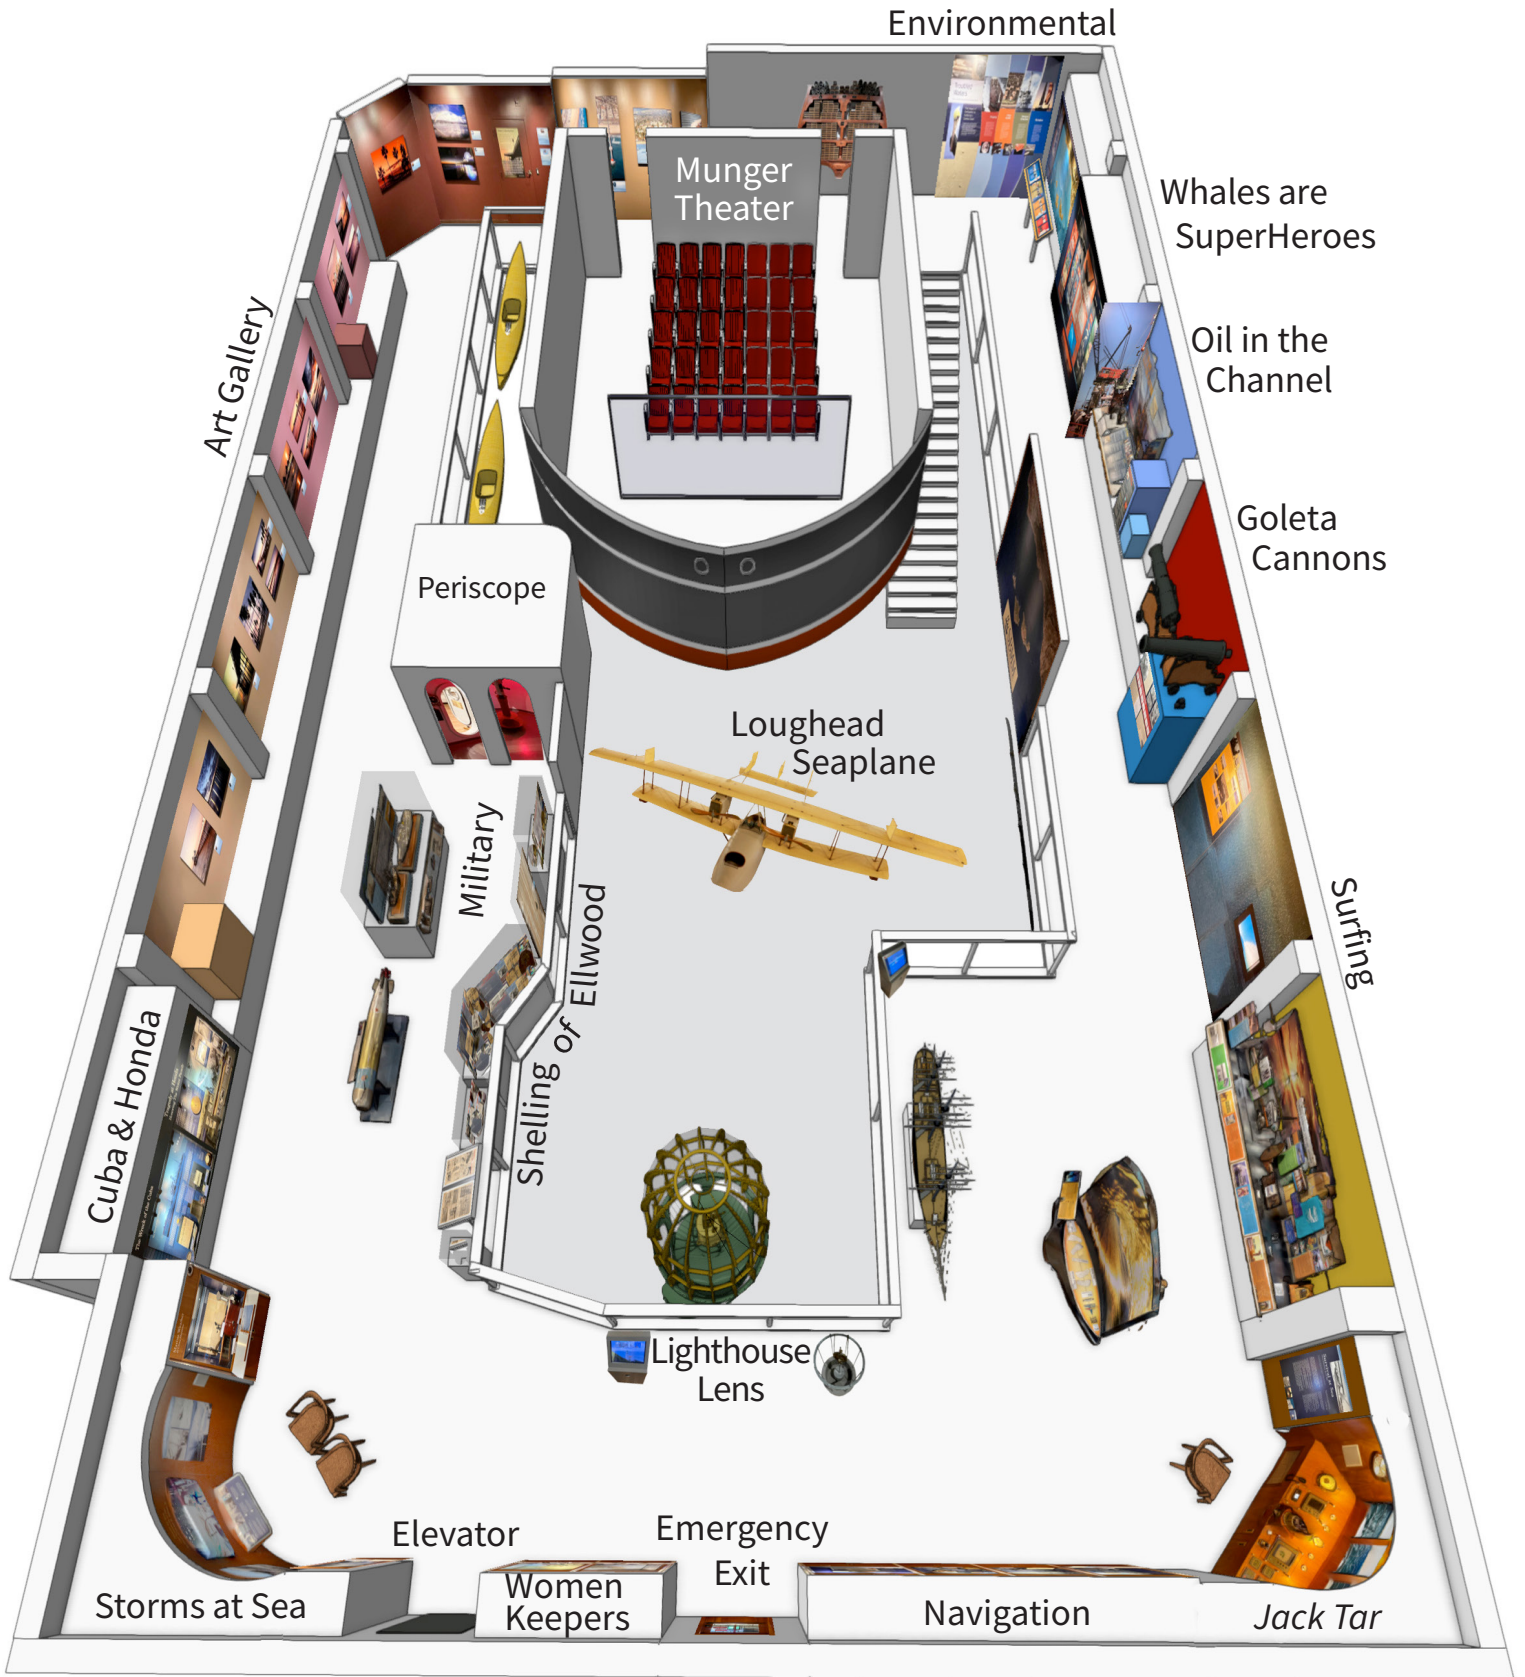 Environmental
Munger
Theater
Whales are
SuperHeroes
Art Gallery
Oil in the
Channel
Goleta
Cannons
Periscope
Loughead
Seaplane
Military
Shelling of Ellwood
Surfing
Cuba & Honda
Lighthouse
Lens
Elevator
Emergency
Exit
Women
Keepers
Storms at Sea
Navigation
Jack Tar